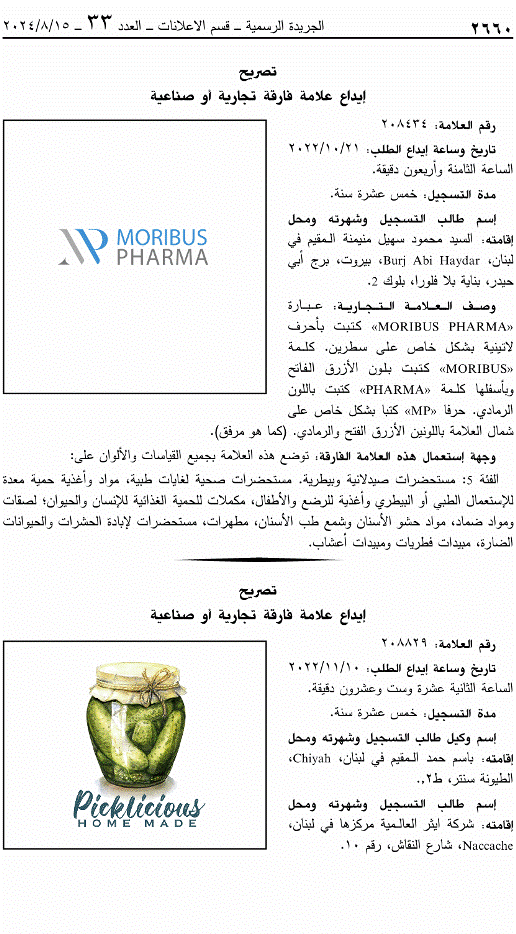 ٢٦٦٠ الجريدة الرسمية ــ قسم الاعلانات ــ العدد ٣٣ ــ ٢٠٢٤/٨/١٥
تصريح
إيداع علامة فارقة تجارية أو صناعية
رقم العلامة: ٢٠٨٤٣٤
تاريخ وساعة إيداع الطلب: ٢٠٢٢/١٠/٢١
الساعة الثامنة وأربعون دقيقة.
مدة التسجيل: خمس عشرة سنة.
إسم طالب التسجيل وشهرته ومحل
إقامته: السيد محمود سهيل منيمنة المقيم في
لبنان، Burj Abi Haydar، بيروت، برج أبي
حيدر، بناية بلا فلورا، بلوك 2.
وصف العلامة التجارية: عبارة
«MORIBUS PHARMA» كتبت بأحرف
لاتينية بشكل خاص على سطرين. كلمة
«MORIBUS» كتبت بلون الأزرق الفاتح
وبأسفلها كلمة «PHARMA» كتبت باللون
الرمادي. حرفا «MP» كتبا بشكل خاص على
شمال العلامة باللونين الأزرق الفتح والرمادي. (كما هو مرفق).
MORIBUS
PHARMA
وجهة إستعمال هذه العلامة الفارقة: توضع هذه العلامة بجميع القياسات والألوان على:
الفئة 5: مستحضرات صيدلانية وبيطرية. مستحضرات صحية لغايات طبية، مواد وأغذية حمية معدة
للإستعمال الطبي أو البيطري وأغذية للرضع والأطفال، مكملات للحمية الغذائية للإنسان والحيوان؛ لصقات
ومواد ضماد، مواد حشو الأسنان وشمع طب الأسنان، مطهرات، مستحضرات لإبادة الحشرات والحيوانات
الضارة، مبيدات فطريات ومبيدات أعشاب.
تصريح
إيداع علامة فارقة تجارية أو صناعية
رقم العلامة: ٢٠٨٨٢٩
تاريخ وساعة إيداع الطلب: ٢٠٢٢/١١/١٠
الساعة الثانية عشرة وست وعشرون دقيقة.
مدة التسجيل: خمس عشرة سنة.
إسم وكيل طالب التسجيل وشهرته ومحل
إقامته: باسم حمد المقيم في لبنان، Chiyah،
الطيونة سنتر، ط٢.
إسم طالب التسجيل وشهرته ومحل
إقامته: شركة ايثر العالمية مركزها في لبنان،
Naccache، شارع النقاش، رقم ١٠.
Picklicious
HOME MADE